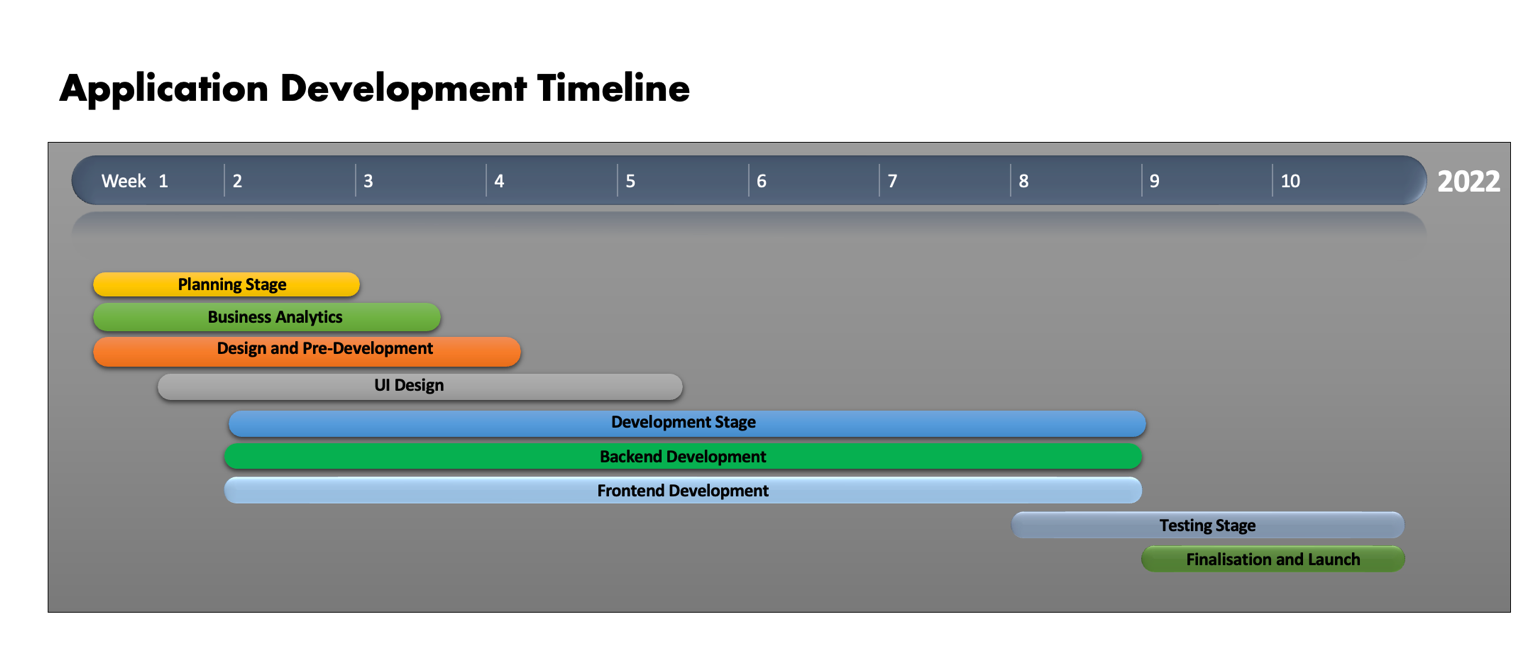 Application Development Timeline
Week 1 2 3 4 5 6 7 8 9 10 2022
Planning Stage
Business Analytics
Design and Pre-Development
UI Design
Development Stage
Backend Development
Frontend Development
Testing Stage
Finalisation and Launch